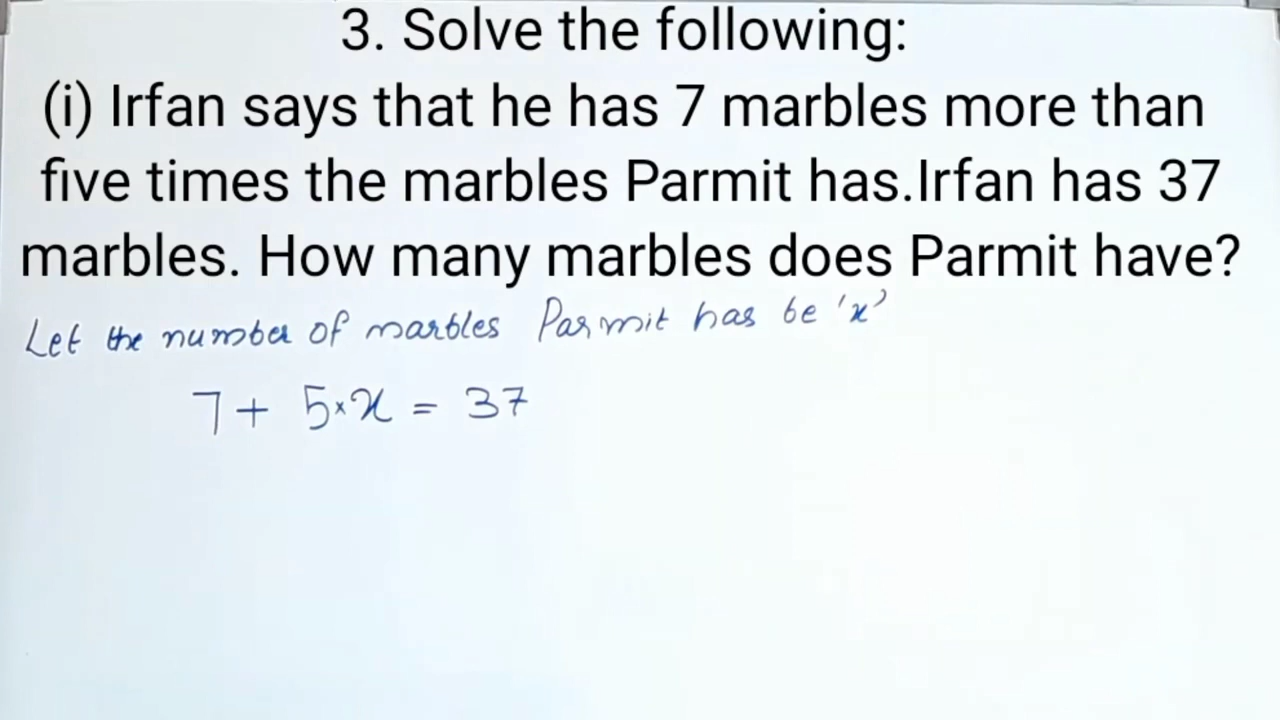 3. Solve the following:
(i) Irfan says that he has 7 marbles more than
five times the marbles Parmit has.Irfan has 37
marbles. How many marbles does Parmit have?
Let the number of marbles Parmit has be 'x'
7 + 5 × x = 37